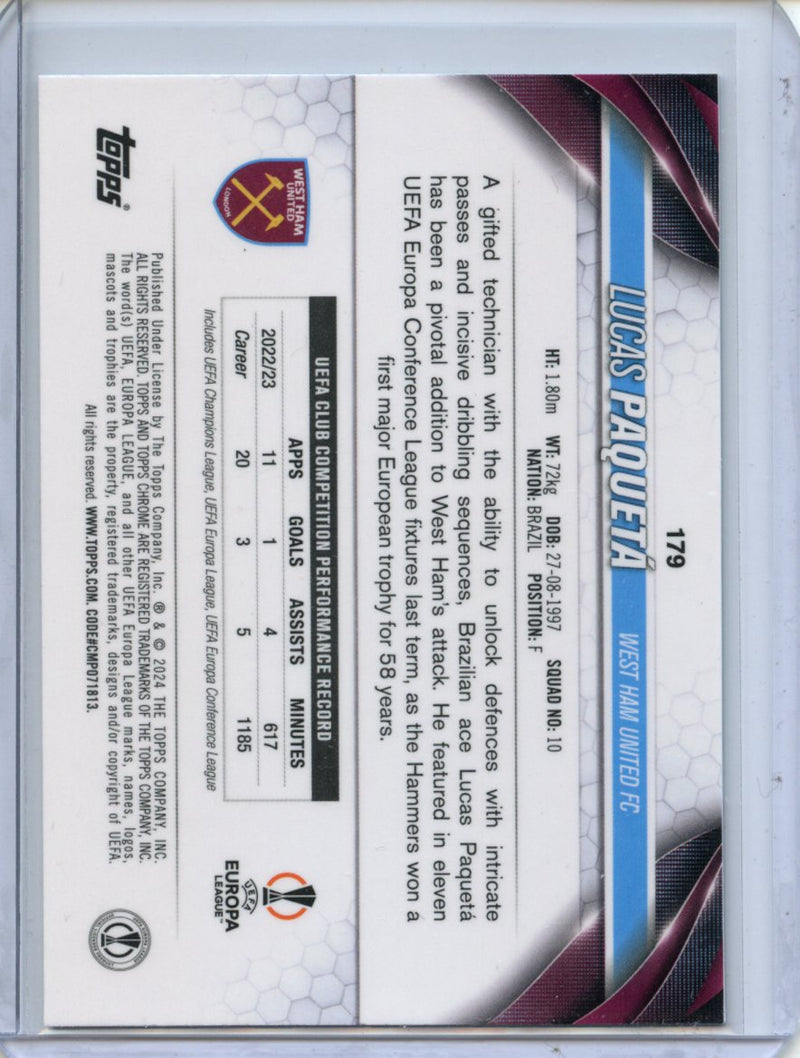 179
LUCAS PAQUETÁ WEST HAM UNITED FC
HT: 1.80m WT: 72kg DOB: 27-08-1997 SQUAD NO: 10
NATION: BRAZIL POSITION: F
A gifted technician with the ability to unlock defences with intricate
passes and incisive dribbling sequences, Brazilian ace Lucas Paquetá
has been a pivotal addition to West Ham's attack. He featured in eleven
UEFA Europa Conference League fixtures last term, as the Hammers won a
first major European trophy for 58 years.
WEST HAM
UNITED
LONDON
UEFA CLUB COMPETITION PERFORMANCE RECORD
APPS GOALS ASSISTS MINUTES
2022/23 11 1 4 617
Career 20 3 5 1185
Includes UEFA Champions League, UEFA Europa League, UEFA Europa Conference League
UEFA
EUROPA
LEAGUE™
TOPPS®
Published Under License by The Topps Company, Inc. ® & © 2024 THE TOPPS COMPANY, INC.
ALL RIGHTS RESERVED. TOPPS AND TOPPS CHROME ARE REGISTERED TRADEMARKS OF THE TOPPS COMPANY, INC.
The word(s) UEFA, EUROPA LEAGUE, and all other UEFA Europa League marks, names, logos,
mascots and trophies are the property, registered trademarks, designs and/or copyright of UEFA.
All rights reserved. WWW.TOPPS.COM. CODE#CMP071813.